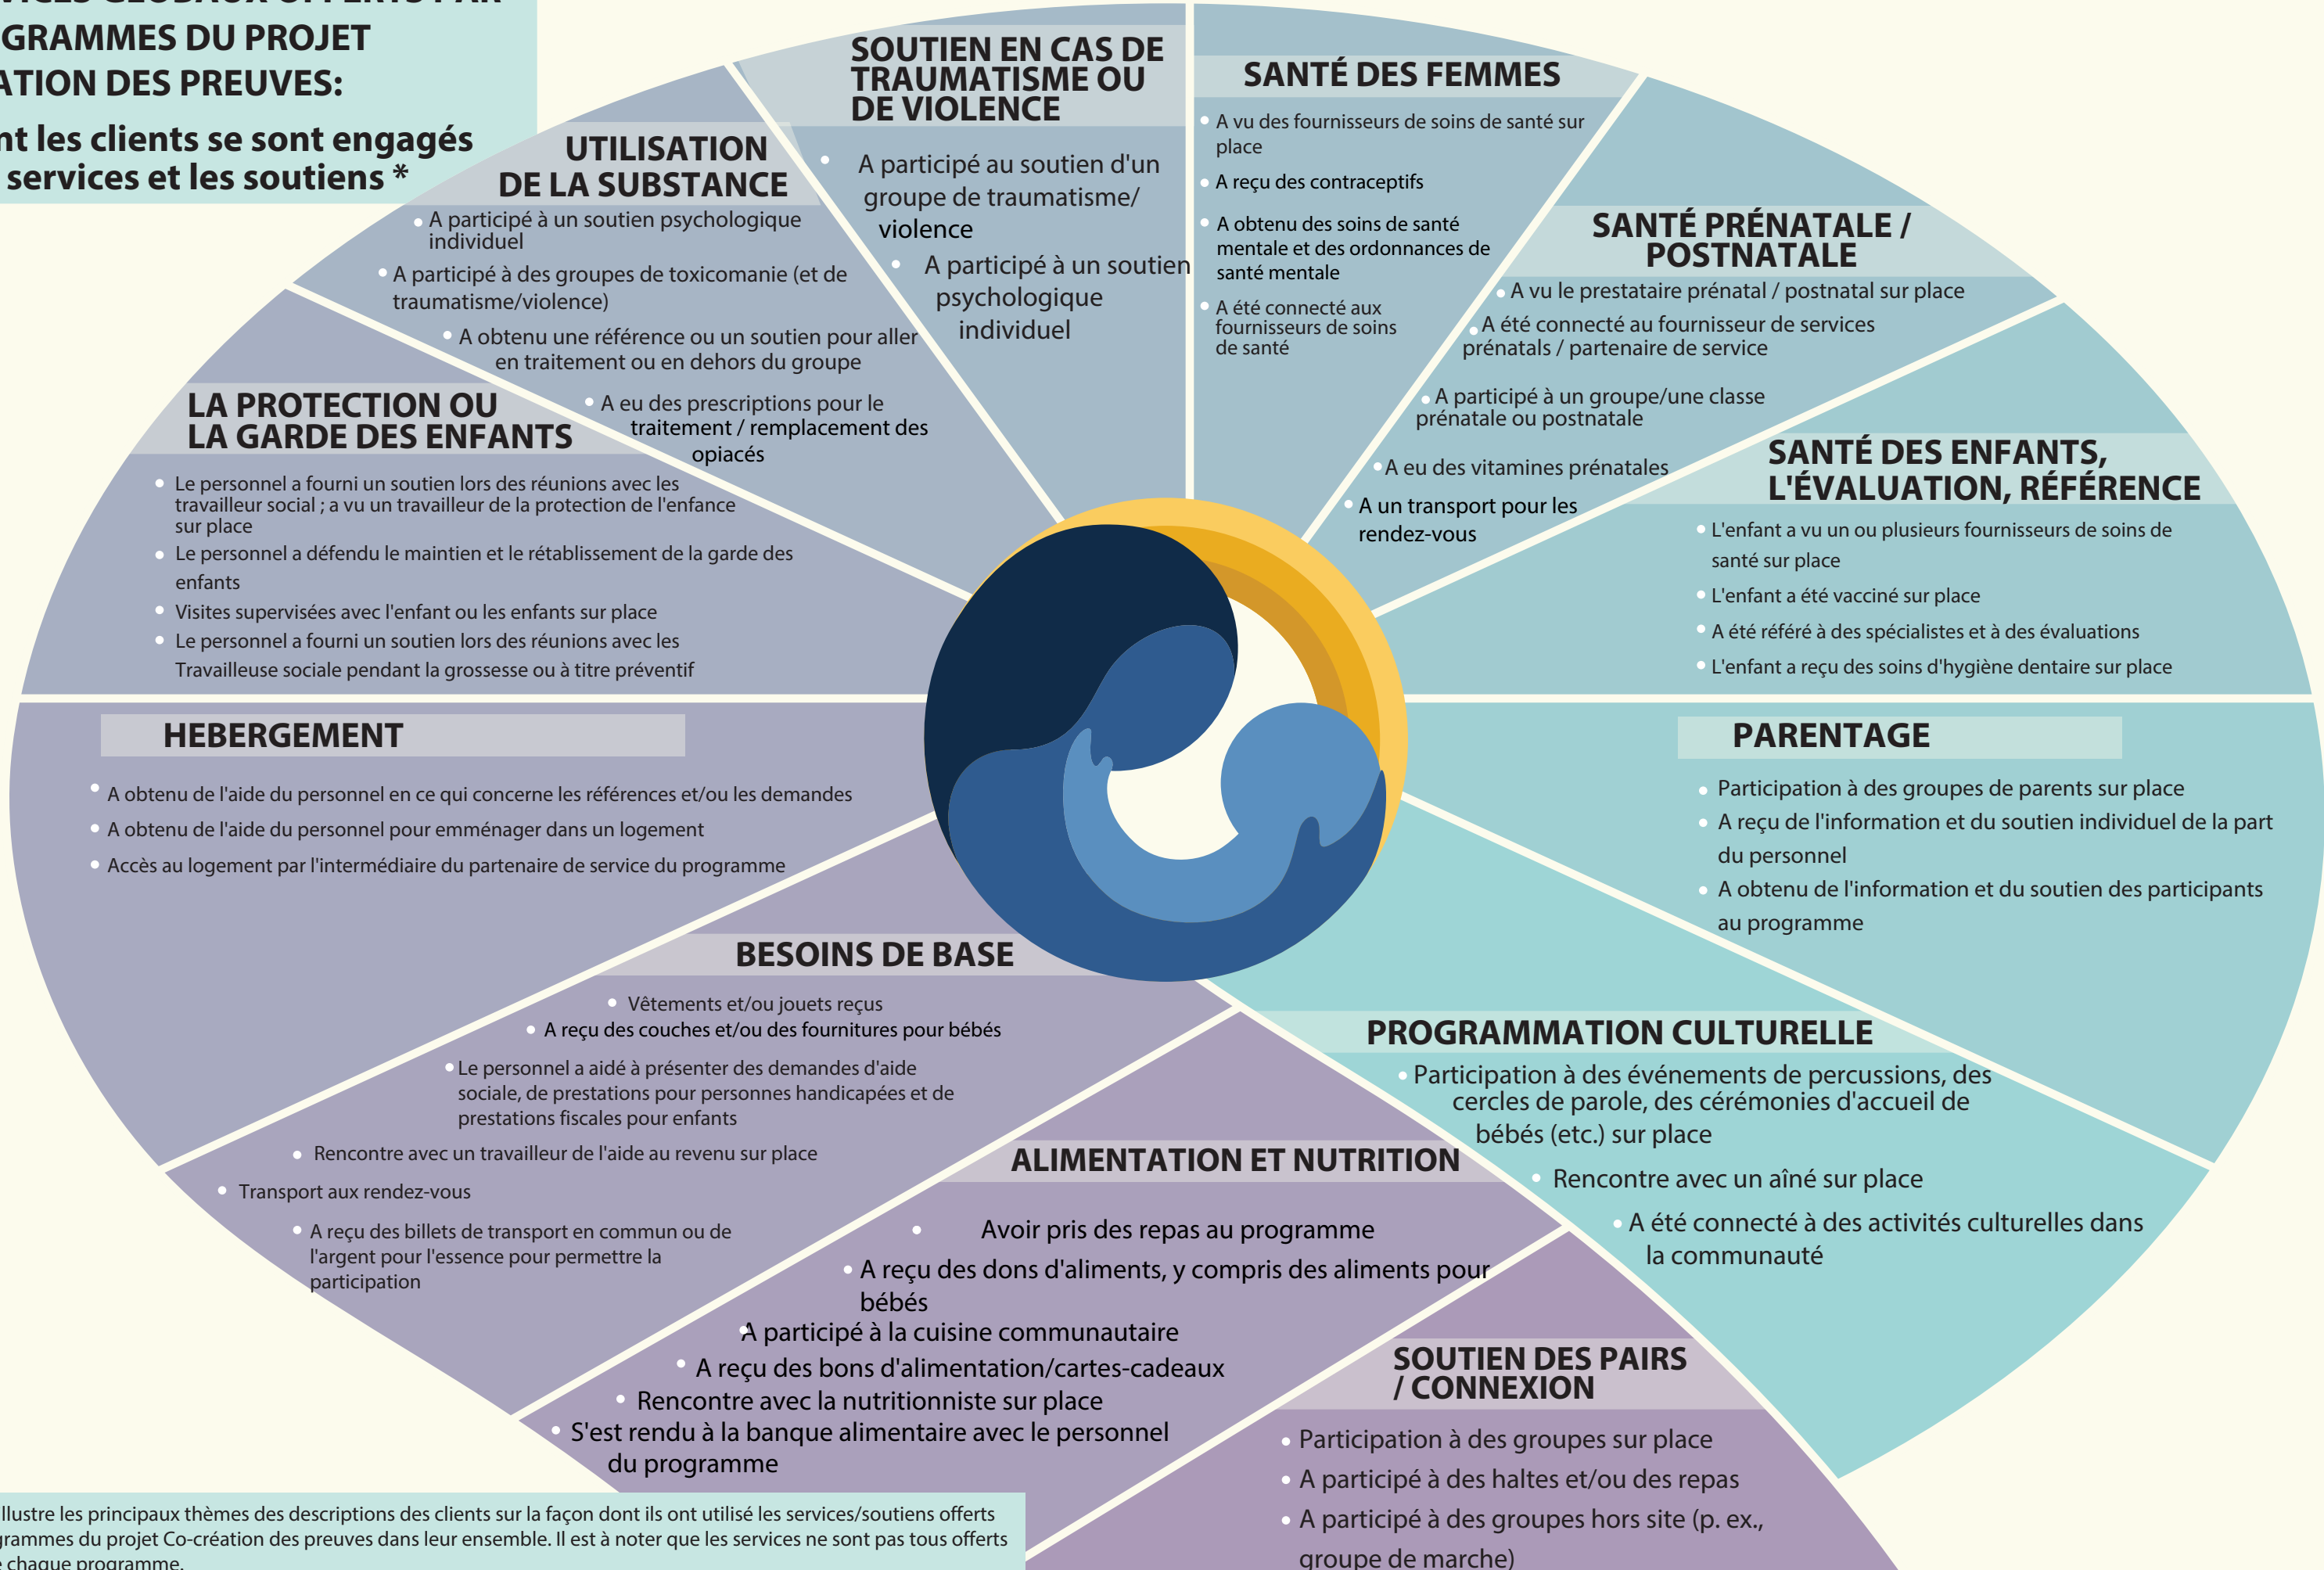 GLOBAUX OFFERTS PAR
DU PROJET
DES PREUVES:
les clients se sont engagés
services et les soutiens *
SOUTIEN EN CAS DE
TRAUMATISME OU
DE VIOLENCE
A participé au soutien d'un
groupe de traumatisme/
violence
A participé à un soutien
psychologique
individuel
SANTÉ DES FEMMES
A vu des fournisseurs de soins de santé sur
place
A reçu des contraceptifs
A obtenu des soins de santé
mentale et des ordonnances de
santé mentale
A été connecté aux
fournisseurs de soins
de santé
SANTÉ PRÉNATALE /
POSTNATALE
A vu le prestataire prénatal / postnatal sur place
A été connecté au fournisseur de services
prénatals / partenaire de service
A participé à un groupe/une classe
prénatale ou postnatale
A eu des vitamines prénatales
A un transport pour les
rendez-vous
SANTÉ DES ENFANTS,
L'ÉVALUATION, RÉFÉRENCE
L'enfant a vu un ou plusieurs fournisseurs de soins de
santé sur place
L'enfant a été vacciné sur place
A été référé à des spécialistes et à des évaluations
L'enfant a reçu des soins d'hygiène dentaire sur place
PARENTAGE
Participation à des groupes de parents sur place
A reçu de l'information et du soutien individuel de la part
du personnel
A obtenu de l'information et du soutien des participants
au programme
PROGRAMMATION CULTURELLE
Participation à des événements de percussions, des
cercles de parole, des cérémonies d'accueil de
bébés (etc.) sur place
Rencontre avec un aîné sur place
A été connecté à des activités culturelles dans
la communauté
SOUTIEN DES PAIRS
/ CONNEXION
Participation à des groupes sur place
A participé à des haltes et/ou des repas
A participé à des groupes hors site (p. ex.,
groupe de marche)
ALIMENTATION ET NUTRITION
Avoir pris des repas au programme
A reçu des dons d'aliments, y compris des aliments pour
bébés
A participé à la cuisine communautaire
A reçu des bons d'alimentation/cartes-cadeaux
Rencontre avec la nutritionniste sur place
S'est rendu à la banque alimentaire avec le personnel
du programme
BESOINS DE BASE
Vêtements et/ou jouets reçus
A reçu des couches et/ou des fournitures pour bébés
Le personnel a aidé à présenter des demandes d'aide
sociale, de prestations pour personnes handicapées et de
prestations fiscales pour enfants
Rencontre avec un travailleur de l'aide au revenu sur place
Transport aux rendez-vous
A reçu des billets de transport en commun ou de
l'argent pour l'essence pour permettre la
participation
HEBERGEMENT
A obtenu de l'aide du personnel en ce qui concerne les références et/ou les demandes
A obtenu de l'aide du personnel pour emménager dans un logement
Accès au logement par l'intermédiaire du partenaire de service du programme
LA PROTECTION OU
LA GARDE DES ENFANTS
Le personnel a fourni un soutien lors des réunions avec les
travailleur social ; a vu un travailleur de la protection de l'enfance
sur place
Le personnel a défendu le maintien et le rétablissement de la garde des
enfants
Visites supervisées avec l'enfant ou les enfants sur place
Le personnel a fourni un soutien lors des réunions avec les
Travailleuse sociale pendant la grossesse ou à titre préventif
UTILISATION
DE LA SUBSTANCE
A participé à un soutien psychologique
individuel
A participé à des groupes de toxicomanie (et de
traumatisme/violence)
A obtenu une référence ou un soutien pour aller
en traitement ou en dehors du groupe
A eu des prescriptions pour le
traitement / remplacement des
opiacés
illustre les principaux thèmes des descriptions des clients sur la façon dont ils ont utilisé les services/soutiens offerts
du projet Co-création des preuves dans leur ensemble. Il est à noter que les services ne sont pas tous offerts
chaque programme.